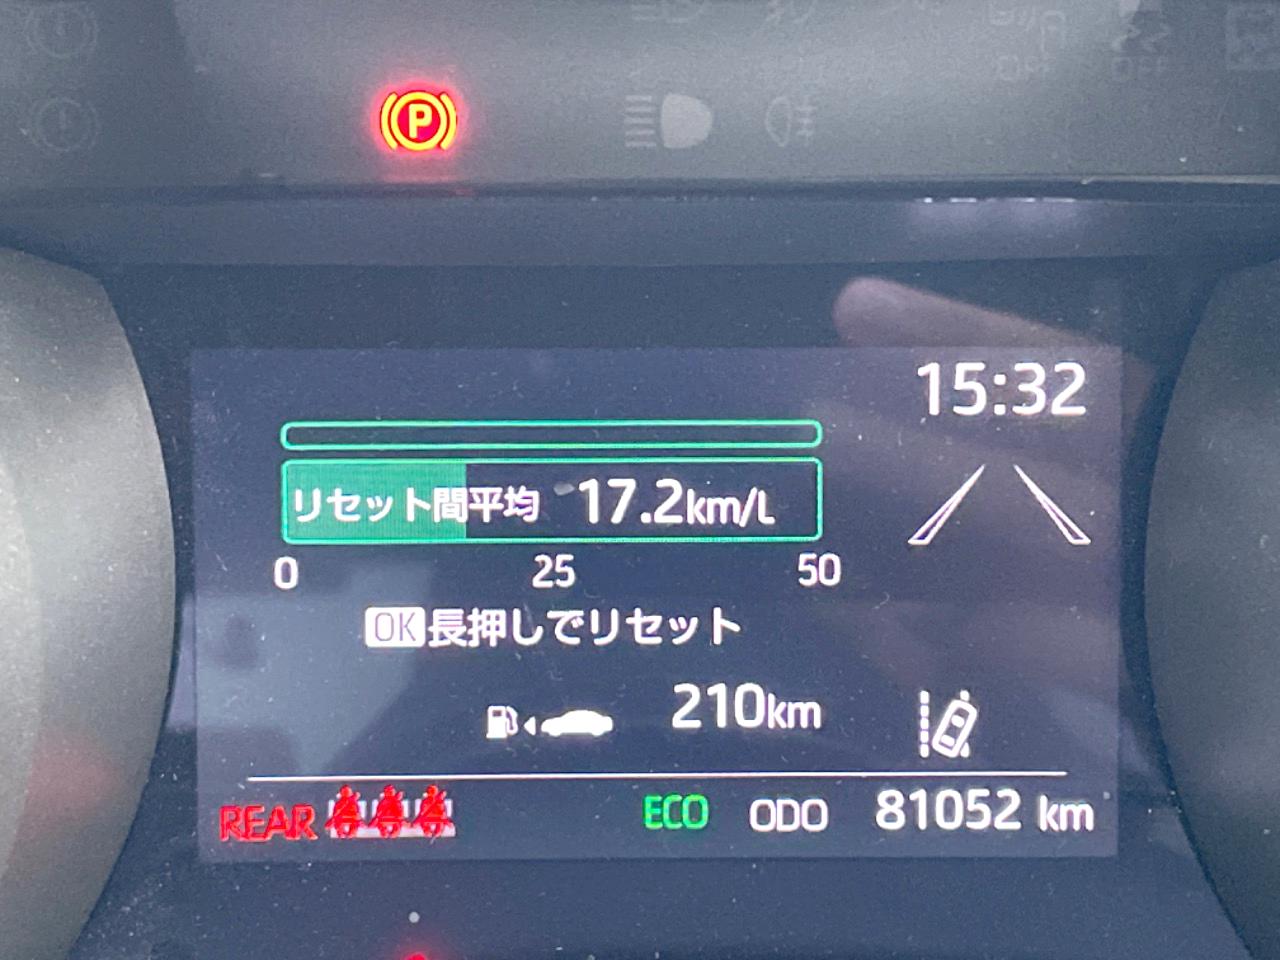 P
15:32
リセット間平均 17.2km/L
0 25 50
OK長押しでリセット
210km
REAR ECO ODO 81052 km